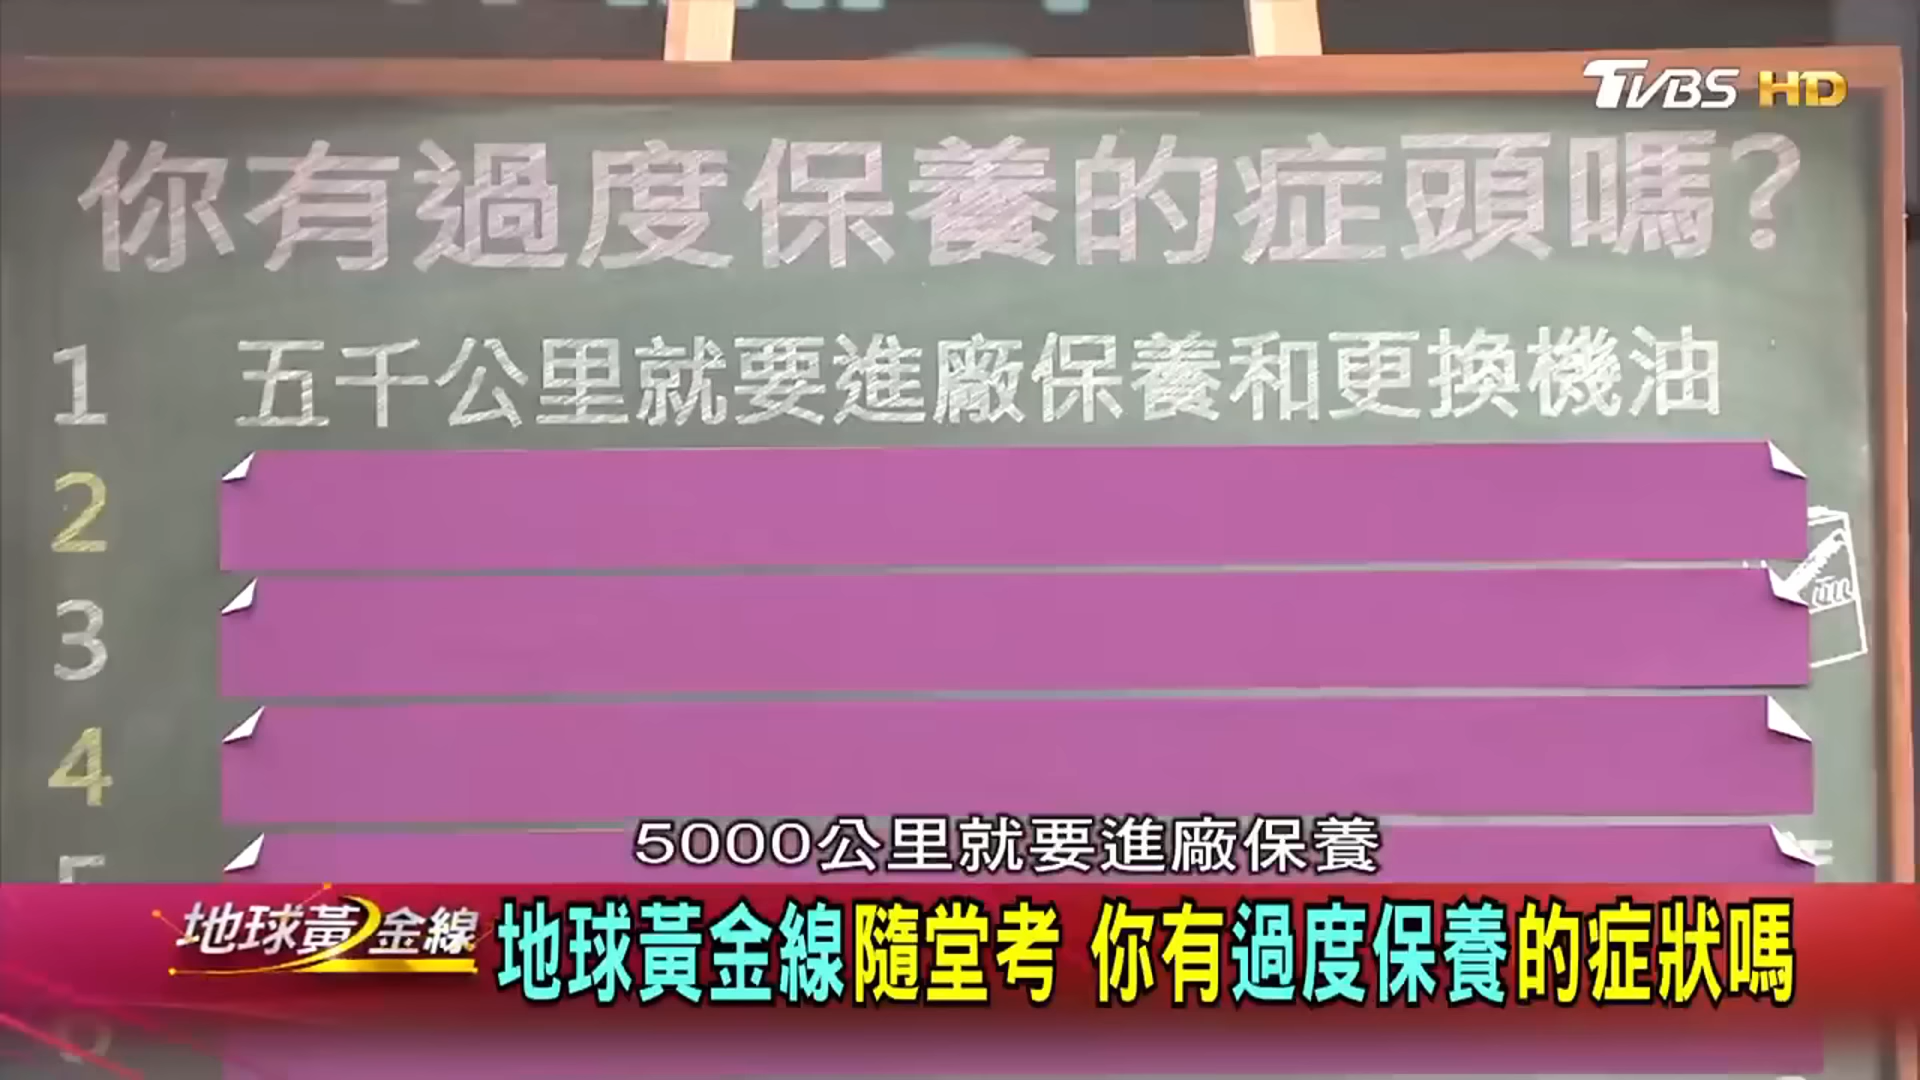 TVBS HD
你有過度保養的症頭嗎?
1 五千公里就要進廠保養和更換機油
2
3
4
5
5000公里就要進廠保養
地球黃金線 地球黃金線隨堂考 你有過度保養的症狀嗎